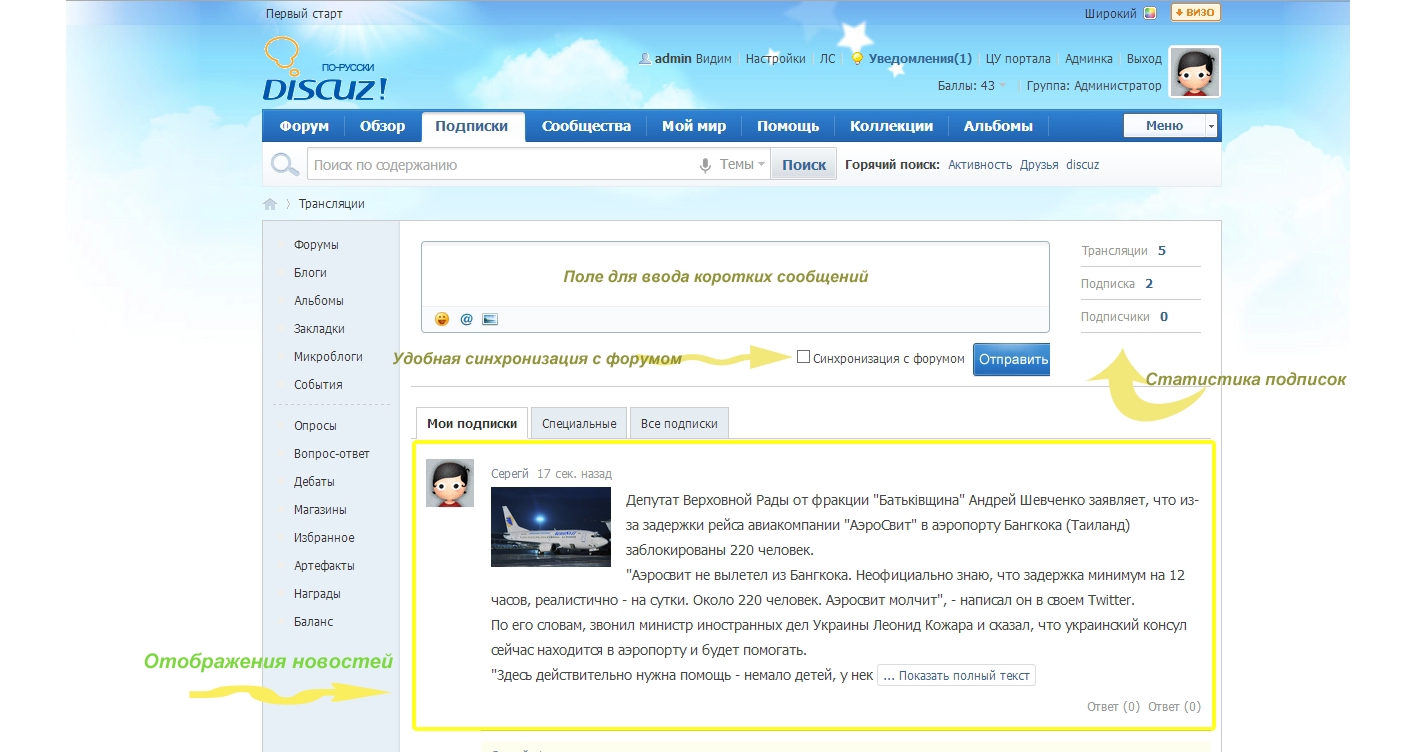 Первый старт
Широкий ВИЗО
ПО-РУССКИ
DISCUZ!
admin Видим Настройки ЛС Уведомления(1) ЦУ портала Админка Выход
Баллы: 43 Группа: Администратор
Форум Обзор Подписки Сообщества Мой мир Помощь Коллекции Альбомы Меню
Поиск по содержанию Темы Поиск Горячий поиск: Активность Друзья discuz
Трансляции
Форумы
Блоги
Альбомы
Закладки
Микроблоги
События
Опросы
Вопрос-ответ
Дебаты
Магазины
Избранное
Артефакты
Награды
Баланс
Поле для ввода коротких сообщений
@
Удобная синхронизация с форумом
Синхронизация с форумом Отправить
Трансляции 5
Подписка 2
Подписчики 0
Статистика подписок
Мои подписки Специальные Все подписки
Серегй 17 сек. назад
Депутат Верховной Рады от фракции "Батькiвщина" Андрей Шевченко заявляет, что из-
за задержки рейса авиакомпании "АэроСвит" в аэропорту Бангкока (Таиланд)
заблокированы 220 человек.
"Аэросвит не вылетел из Бангкока. Неофициально знаю, что задержка минимум на 12
часов, реалистично - на сутки. Около 220 человек. Аэросвит молчит", - написал он в своем Twitter.
По его словам, звонил министр иностранных дел Украины Леонид Кожара и сказал, что украинский консул
сейчас находится в аэропорту и будет помогать.
"Здесь действительно нужна помощь - немало детей, у нек ... Показать полный текст
Ответ (0) Ответ (0)
Отображения новостей